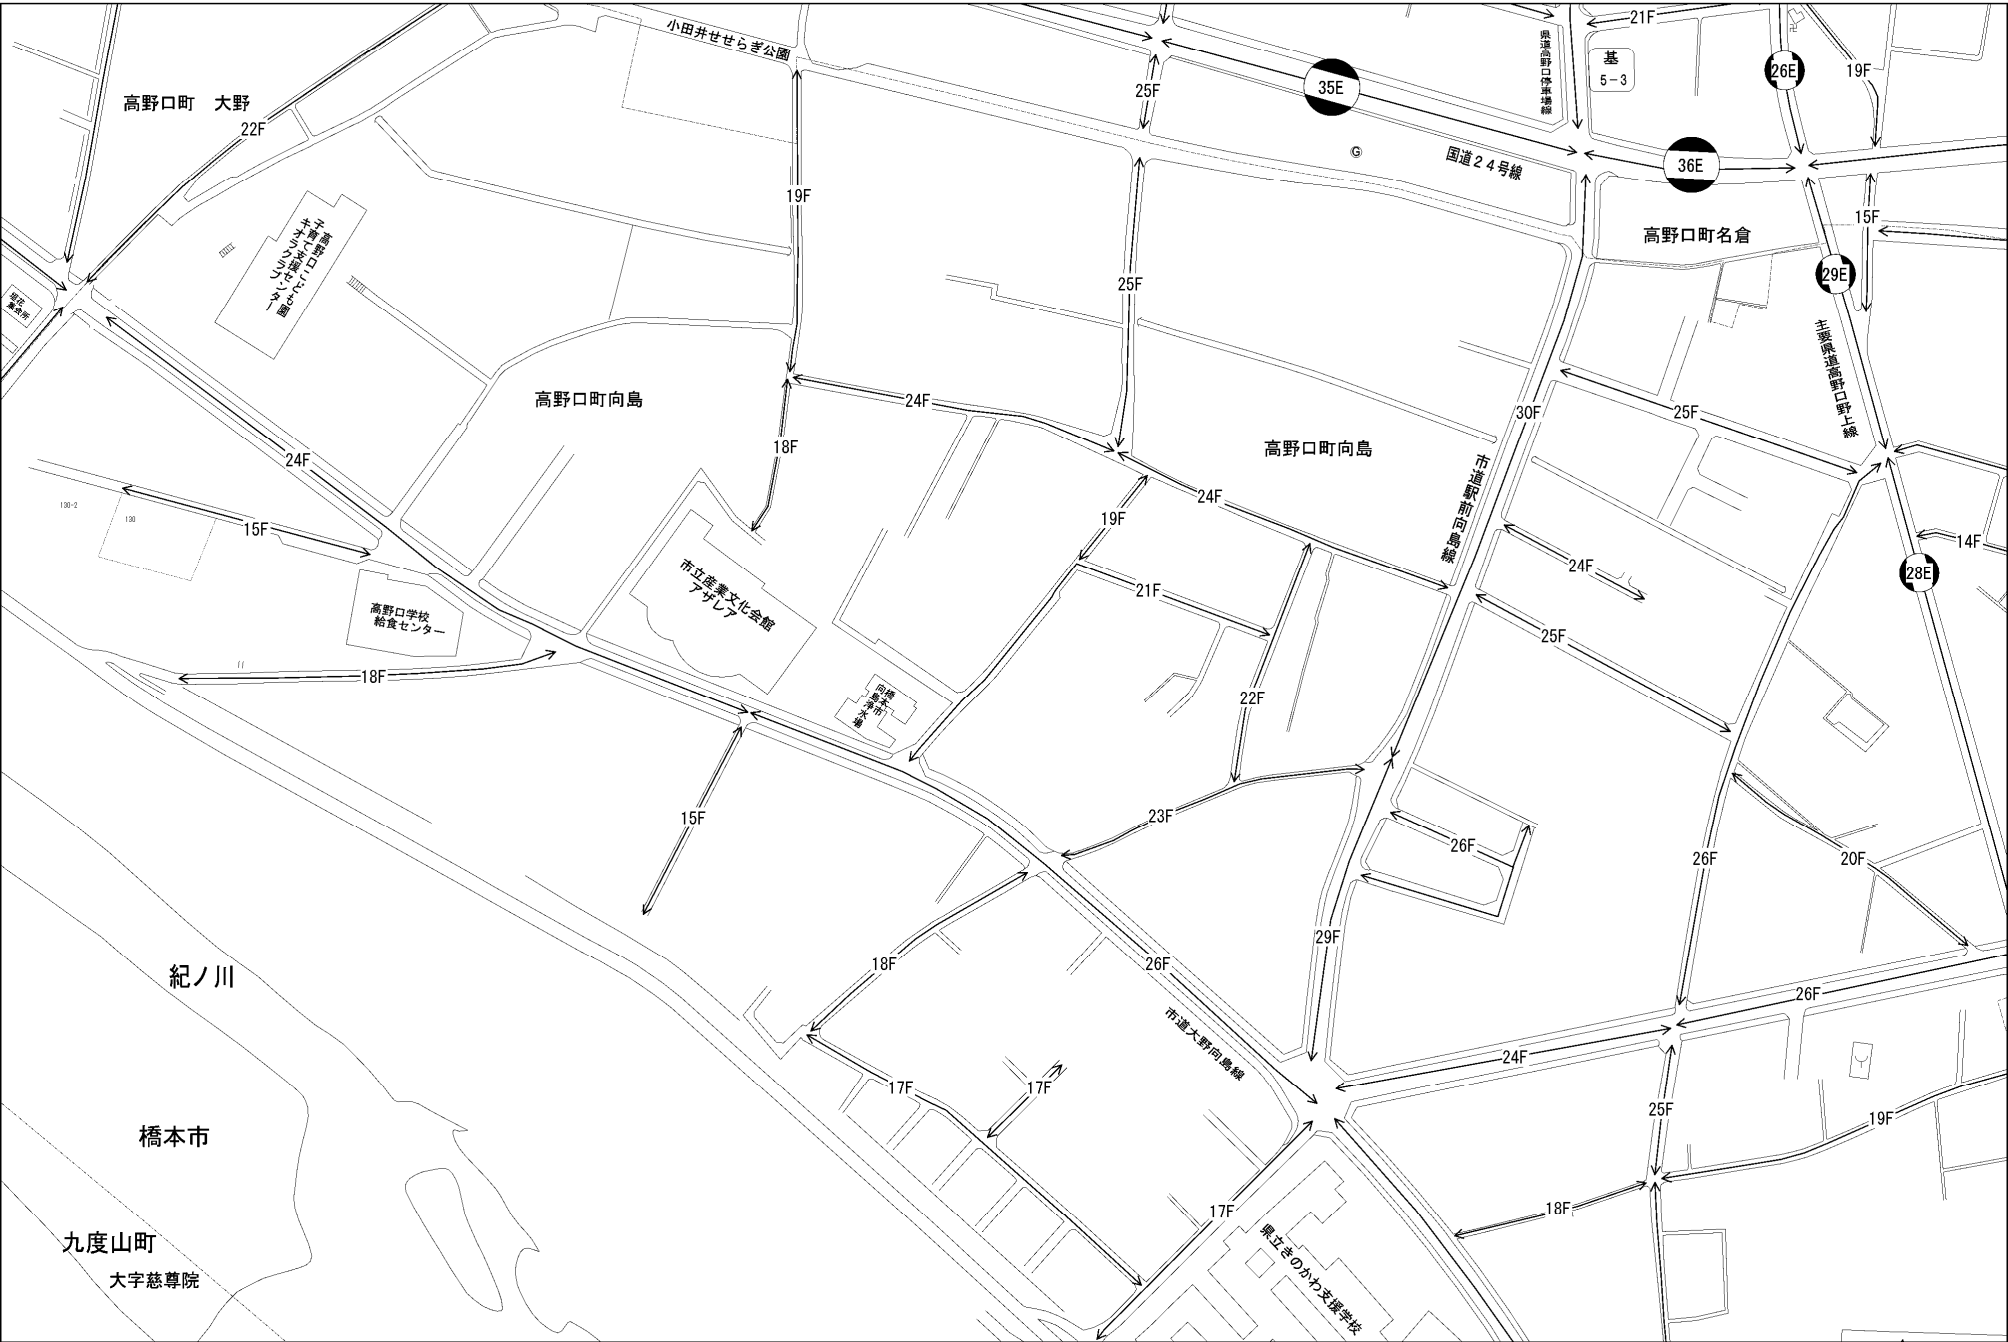 小田井せせらぎ公園
21F
県道高野口停車場線
基
5-3
26E
19F
35E
25F
高野口町　大野
22F
G
国道24号線
36E
19F
15F
高野口町名倉
高野口こども園
子育て支援センター
キオラクラブ
25F
29E
垣花
集会所
主要県道高野口野上線
高野口町向島
24F
30F
25F
18F
高野口町向島
24F
市道駅前向島線
24F
130-2
130
15F
19F
14F
24F
28E
市立産業文化会館
アザレア
21F
高野口学校
給食センター
25F
18F
橋本市
向島浄水場
22F
15F
23F
26F
26F
20F
29F
18F
26F
紀ノ川
26F
市道大野向島線
24F
17F
17F
25F
19F
橋本市
17F
18F
九度山町
県立きのかわ支援学校
大字慈尊院